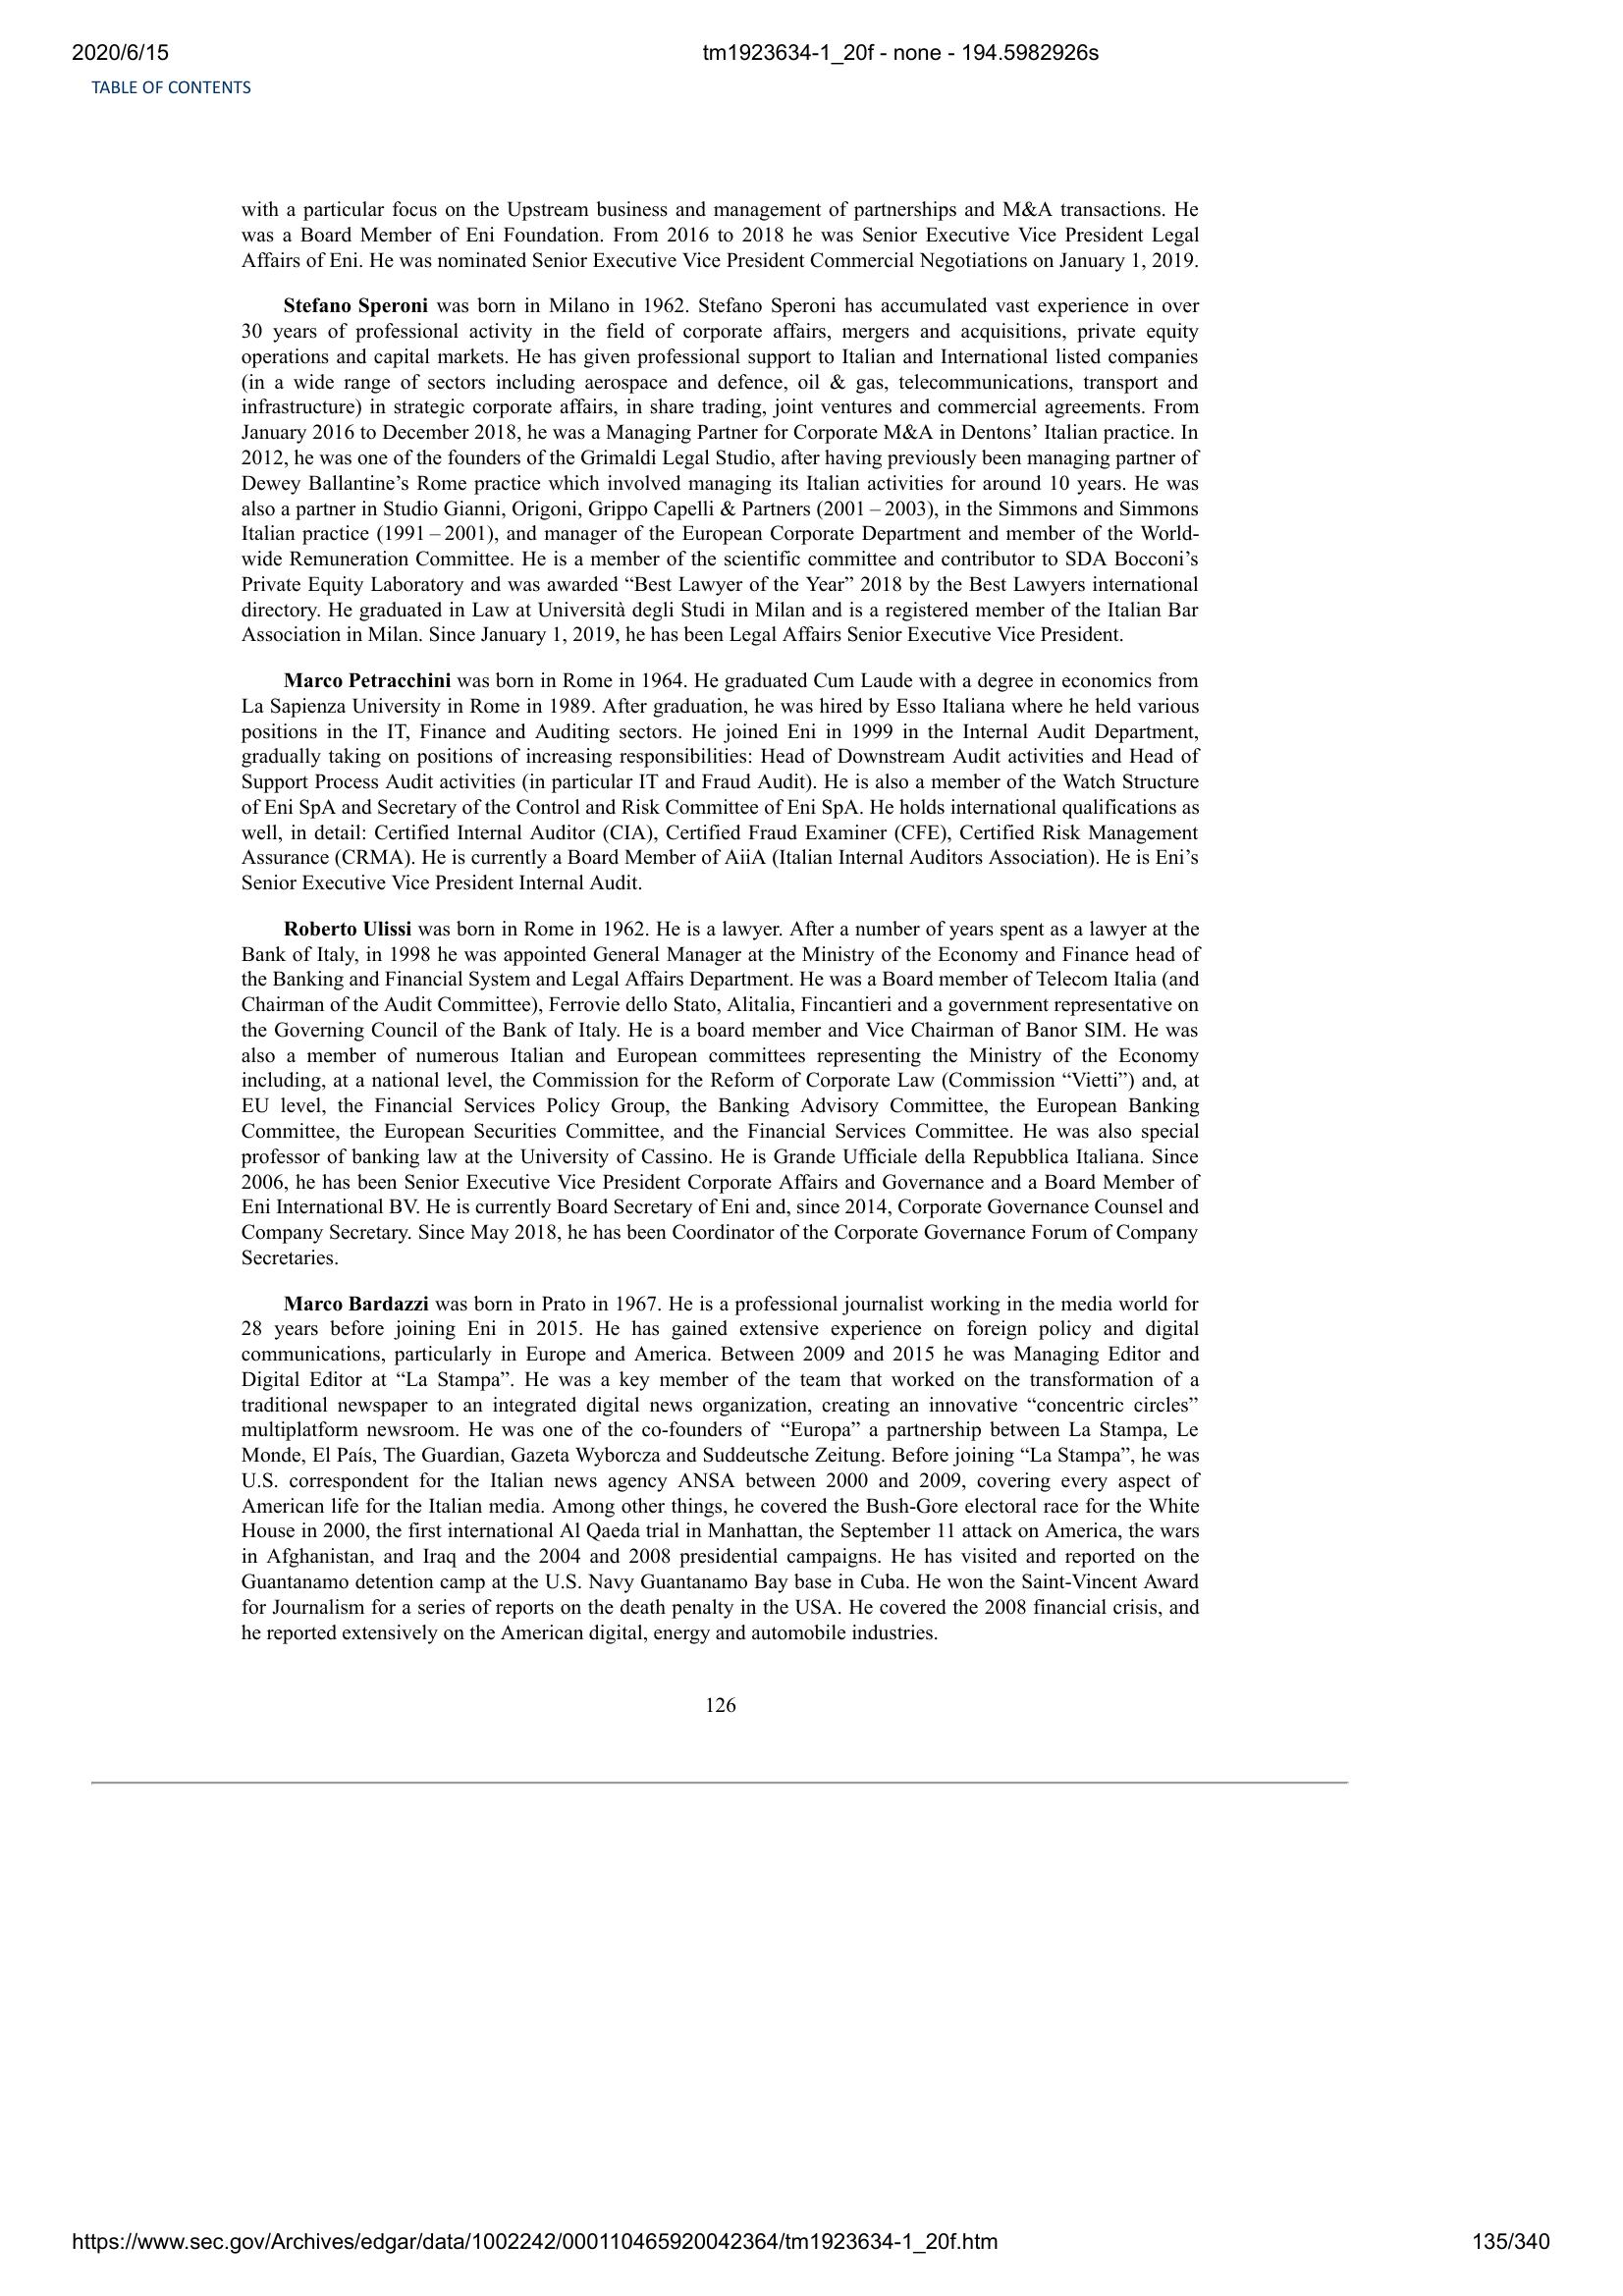 2020/6/15
tm1923634-1_20f - none - 194.5982926s
TABLE OF CONTENTS
with a particular focus on the Upstream business and management of partnerships and M&A transactions. He
was a Board Member of Eni Foundation. From 2016 to 2018 he was Senior Executive Vice President Legal
Affairs of Eni. He was nominated Senior Executive Vice President Commercial Negotiations on January 1, 2019.
Stefano Speroni was born in Milano in 1962. Stefano Speroni has accumulated vast experience in over
30 years of professional activity in the field of corporate affairs, mergers and acquisitions, private equity
operations and capital markets. He has given professional support to Italian and International listed companies
(in a wide range of sectors including aerospace and defence, oil & gas, telecommunications, transport and
infrastructure) in strategic corporate affairs, in share trading, joint ventures and commercial agreements. From
January 2016 to December 2018, he was a Managing Partner for Corporate M&A in Dentons’ Italian practice. In
2012, he was one of the founders of the Grimaldi Legal Studio, after having previously been managing partner of
Dewey Ballantine’s Rome practice which involved managing its Italian activities for around 10 years. He was
also a partner in Studio Gianni, Origoni, Grippo Capelli & Partners (2001 – 2003), in the Simmons and Simmons
Italian practice (1991 – 2001), and manager of the European Corporate Department and member of the World-
wide Remuneration Committee. He is a member of the scientific committee and contributor to SDA Bocconi’s
Private Equity Laboratory and was awarded “Best Lawyer of the Year” 2018 by the Best Lawyers international
directory. He graduated in Law at Università degli Studi in Milan and is a registered member of the Italian Bar
Association in Milan. Since January 1, 2019, he has been Legal Affairs Senior Executive Vice President.
Marco Petracchini was born in Rome in 1964. He graduated Cum Laude with a degree in economics from
La Sapienza University in Rome in 1989. After graduation, he was hired by Esso Italiana where he held various
positions in the IT, Finance and Auditing sectors. He joined Eni in 1999 in the Internal Audit Department,
gradually taking on positions of increasing responsibilities: Head of Downstream Audit activities and Head of
Support Process Audit activities (in particular IT and Fraud Audit). He is also a member of the Watch Structure
of Eni SpA and Secretary of the Control and Risk Committee of Eni SpA. He holds international qualifications as
well, in detail: Certified Internal Auditor (CIA), Certified Fraud Examiner (CFE), Certified Risk Management
Assurance (CRMA). He is currently a Board Member of AiiA (Italian Internal Auditors Association). He is Eni’s
Senior Executive Vice President Internal Audit.
Roberto Ulissi was born in Rome in 1962. He is a lawyer. After a number of years spent as a lawyer at the
Bank of Italy, in 1998 he was appointed General Manager at the Ministry of the Economy and Finance head of
the Banking and Financial System and Legal Affairs Department. He was a Board member of Telecom Italia (and
Chairman of the Audit Committee), Ferrovie dello Stato, Alitalia, Fincantieri and a government representative on
the Governing Council of the Bank of Italy. He is a board member and Vice Chairman of Banor SIM. He was
also a member of numerous Italian and European committees representing the Ministry of the Economy
including, at a national level, the Commission for the Reform of Corporate Law (Commission “Vietti”) and, at
EU level, the Financial Services Policy Group, the Banking Advisory Committee, the European Banking
Committee, the European Securities Committee, and the Financial Services Committee. He was also special
professor of banking law at the University of Cassino. He is Grande Ufficiale della Repubblica Italiana. Since
2006, he has been Senior Executive Vice President Corporate Affairs and Governance and a Board Member of
Eni International BV. He is currently Board Secretary of Eni and, since 2014, Corporate Governance Counsel and
Company Secretary. Since May 2018, he has been Coordinator of the Corporate Governance Forum of Company
Secretaries.
Marco Bardazzi was born in Prato in 1967. He is a professional journalist working in the media world for
28 years before joining Eni in 2015. He has gained extensive experience on foreign policy and digital
communications, particularly in Europe and America. Between 2009 and 2015 he was Managing Editor and
Digital Editor at “La Stampa”. He was a key member of the team that worked on the transformation of a
traditional newspaper to an integrated digital news organization, creating an innovative “concentric circles”
multiplatform newsroom. He was one of the co-founders of “Europa” a partnership between La Stampa, Le
Monde, El País, The Guardian, Gazeta Wyborcza and Suddeutsche Zeitung. Before joining “La Stampa”, he was
U.S. correspondent for the Italian news agency ANSA between 2000 and 2009, covering every aspect of
American life for the Italian media. Among other things, he covered the Bush-Gore electoral race for the White
House in 2000, the first international Al Qaeda trial in Manhattan, the September 11 attack on America, the wars
in Afghanistan, and Iraq and the 2004 and 2008 presidential campaigns. He has visited and reported on the
Guantanamo detention camp at the U.S. Navy Guantanamo Bay base in Cuba. He won the Saint-Vincent Award
for Journalism for a series of reports on the death penalty in the USA. He covered the 2008 financial crisis, and
he reported extensively on the American digital, energy and automobile industries.
126
https://www.sec.gov/Archives/edgar/data/1002242/000110465920042364/tm1923634-1_20f.htm
135/340